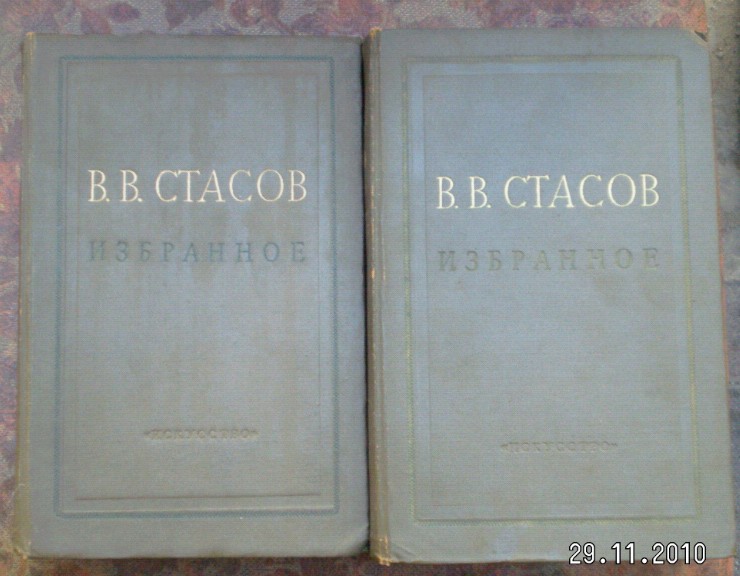 В. В. СТАСОВ
ИЗБРАННОЕ
«ИСКУССТВО»
В. В. СТАСОВ
ИЗБРАННОЕ
«ИСКУССТВО»
29.11.2010